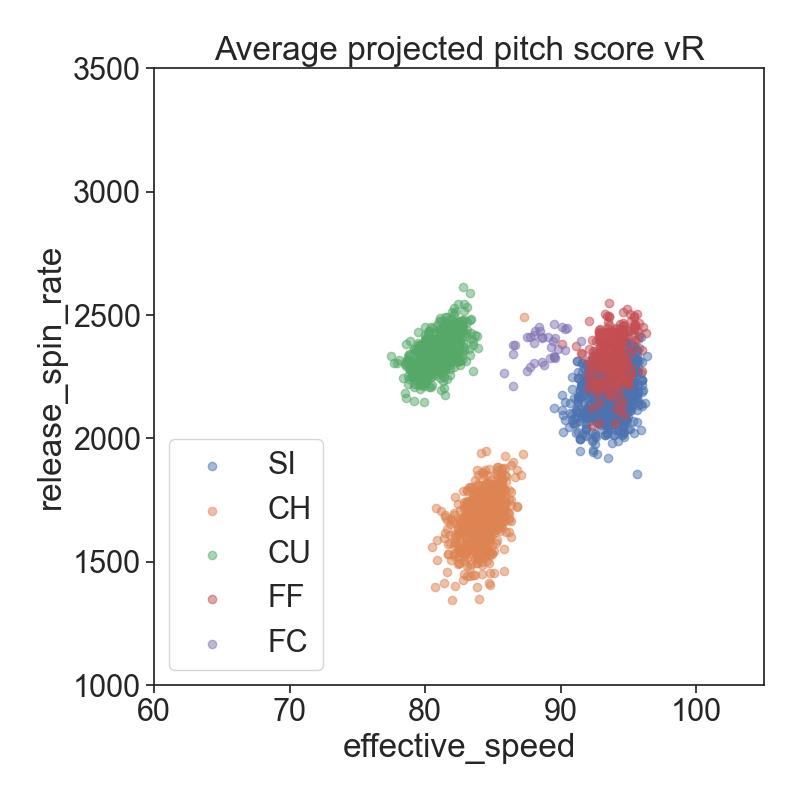 Average projected pitch score vR
3500
3000
2500
2000
1500
1000
release_spin_rate
SI
CH
CU
FF
FC
60 70 80 90 100
effective_speed